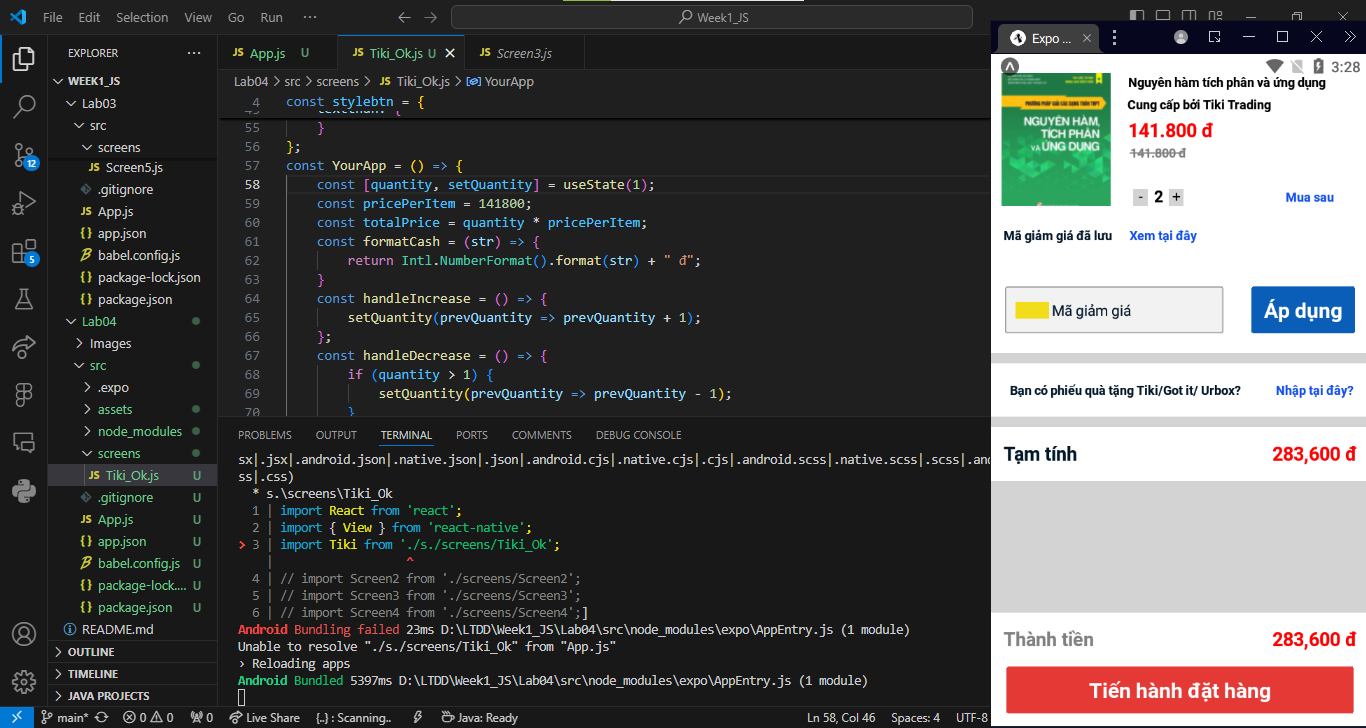 File Edit Selection View Go Run ··· Week1_JS
EXPLORER ···
WEEK1_JS
Lab03
src
screens
JS Screen5.js
.gitignore
JS App.js
{} app.json
babel.config.js
{} package-lock.json
{} package.json
Lab04
Images
src
.expo
assets
node_modules
screens
JS Tiki_Ok.js U
.gitignore U
JS App.js U
{} app.json U
babel.config.js U
{} package-lock.... U
{} package.json U
README.md
OUTLINE
TIMELINE
JAVA PROJECTS
12
5
JS App.js U JS Tiki_Ok.js U JS Screen3.js
Lab04 > src > screens > JS Tiki_Ok.js > YourApp
4 const stylebtn = {
55 }
56 };
57 const YourApp = () => {
58 const [quantity, setQuantity] = useState(1);
59 const pricePerItem = 141800;
60 const totalPrice = quantity * pricePerItem;
61 const formatCash = (str) => {
62 return Intl.NumberFormat().format(str) + " đ";
63 }
64 const handleIncrease = () => {
65 setQuantity(prevQuantity => prevQuantity + 1);
66 };
67 const handleDecrease = () => {
68 if (quantity > 1) {
69 setQuantity(prevQuantity => prevQuantity - 1);
70 }
PROBLEMS OUTPUT TERMINAL PORTS COMMENTS DEBUG CONSOLE
sx|.jsx|.android.json|.native.json|.json|.android.cjs|.native.cjs|.cjs|.android.scss|.native.scss|.scss|.an
ss|.css)
* s.\screens\Tiki_Ok
1 | import React from 'react';
2 | import { View } from 'react-native';
> 3 | import Tiki from './s./screens/Tiki_Ok';
| ^
4 | // import Screen2 from './screens/Screen2';
5 | // import Screen3 from './screens/Screen3';
6 | // import Screen4 from './screens/Screen4';]
Android Bundling failed 23ms D:\LTDD\Week1_JS\Lab04\src\node_modules\expo\AppEntry.js (1 module)
Unable to resolve "./s./screens/Tiki_Ok" from "App.js"
› Reloading apps
Android Bundled 5397ms D:\LTDD\Week1_JS\Lab04\src\node_modules\expo\AppEntry.js (1 module)
main* 0 0 0 Live Share {..} : Scanning.. Java: Ready Ln 58, Col 46 Spaces: 4 UTF-8
Expo ...
3:28
PHƯƠNG PHÁP GIẢI CÁC DẠNG TOÁN THPT
NGUYÊN HÀM,
TÍCH PHÂN
VÀ ỨNG DỤNG
Nguyên hàm tích phân và ứng dụng
Cung cấp bởi Tiki Trading
141.800 đ
141.800 đ
- 2 + Mua sau
Mã giảm giá đã lưu Xem tại đây
Mã giảm giá Áp dụng
Bạn có phiếu quà tặng Tiki/Got it/ Urbox? Nhập tại đây?
Tạm tính 283,600 đ
Thành tiền 283,600 đ
Tiến hành đặt hàng